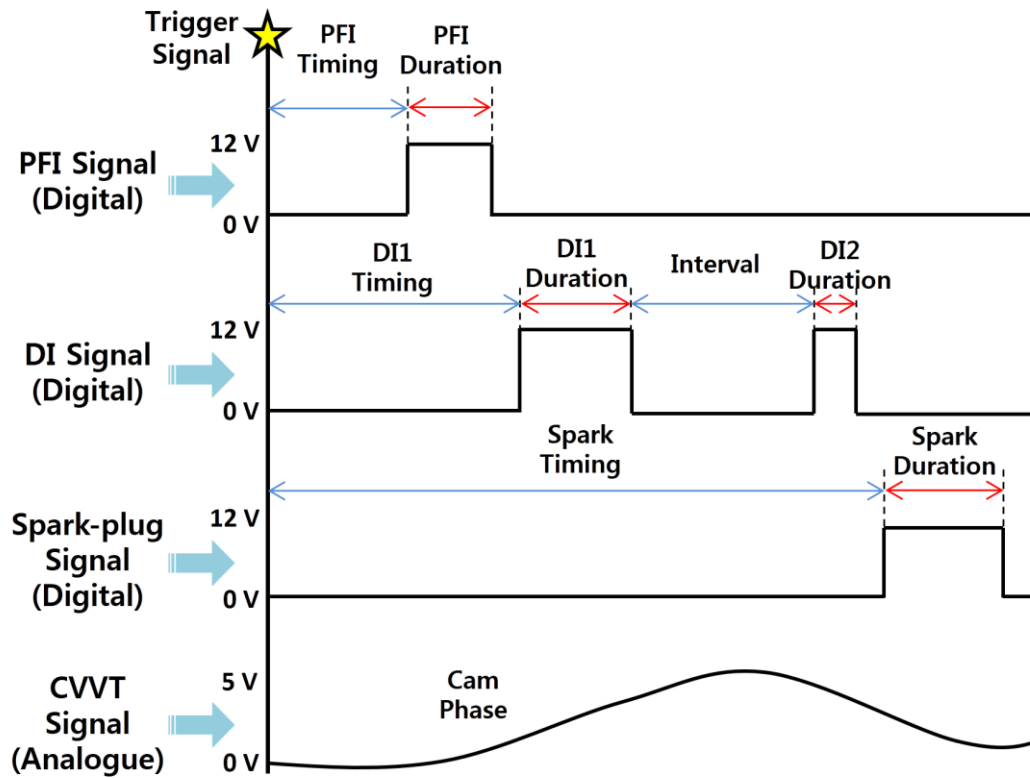 Trigger
Signal
PFI
Timing
PFI
Duration
12 V
PFI Signal
(Digital)
0 V
DI1
Timing
DI1
Duration
Interval
DI2
Duration
12 V
DI Signal
(Digital)
0 V
Spark
Timing
Spark
Duration
12 V
Spark-plug
Signal
(Digital)
0 V
5 V
CVVT
Signal
(Analogue)
Cam
Phase
0 V